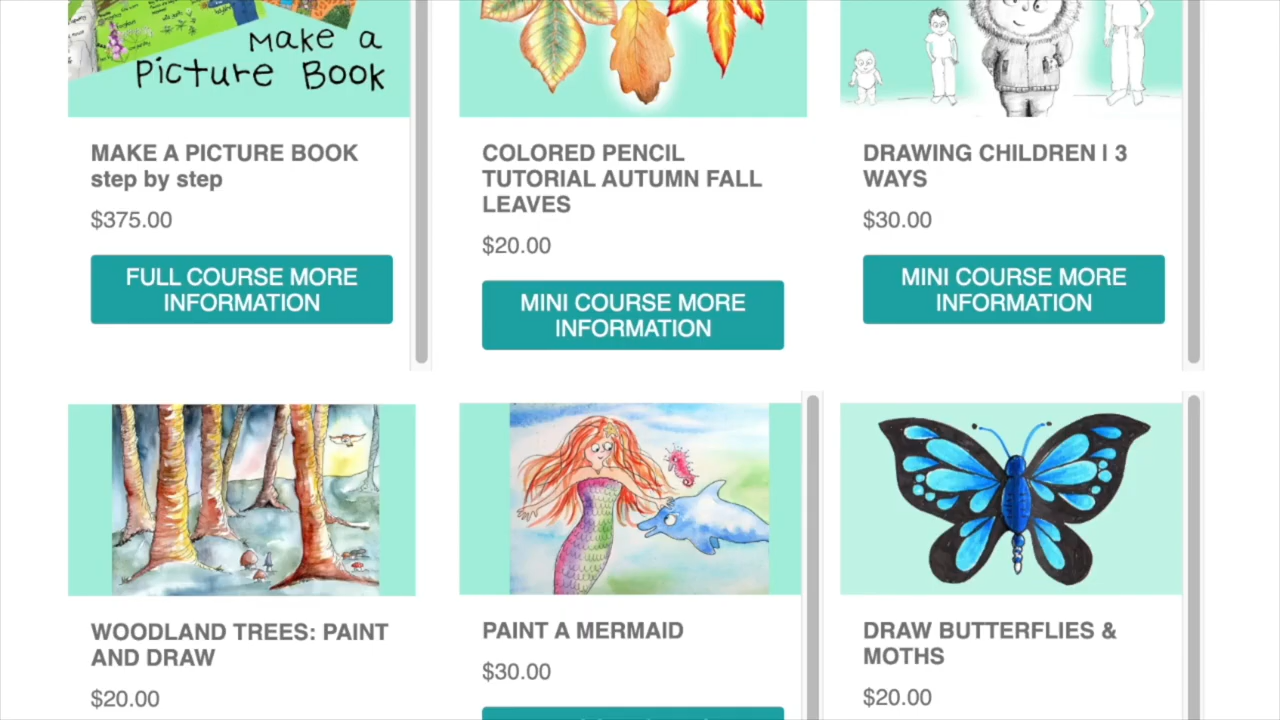 Make a
Picture Book
MAKE A PICTURE BOOK
step by step
$375.00
FULL COURSE MORE
INFORMATION
COLORED PENCIL
TUTORIAL AUTUMN FALL
LEAVES
$20.00
MINI COURSE MORE
INFORMATION
DRAWING CHILDREN | 3
WAYS
$30.00
MINI COURSE MORE
INFORMATION
WOODLAND TREES: PAINT
AND DRAW
$20.00
PAINT A MERMAID
$30.00
DRAW BUTTERFLIES &
MOTHS
$20.00